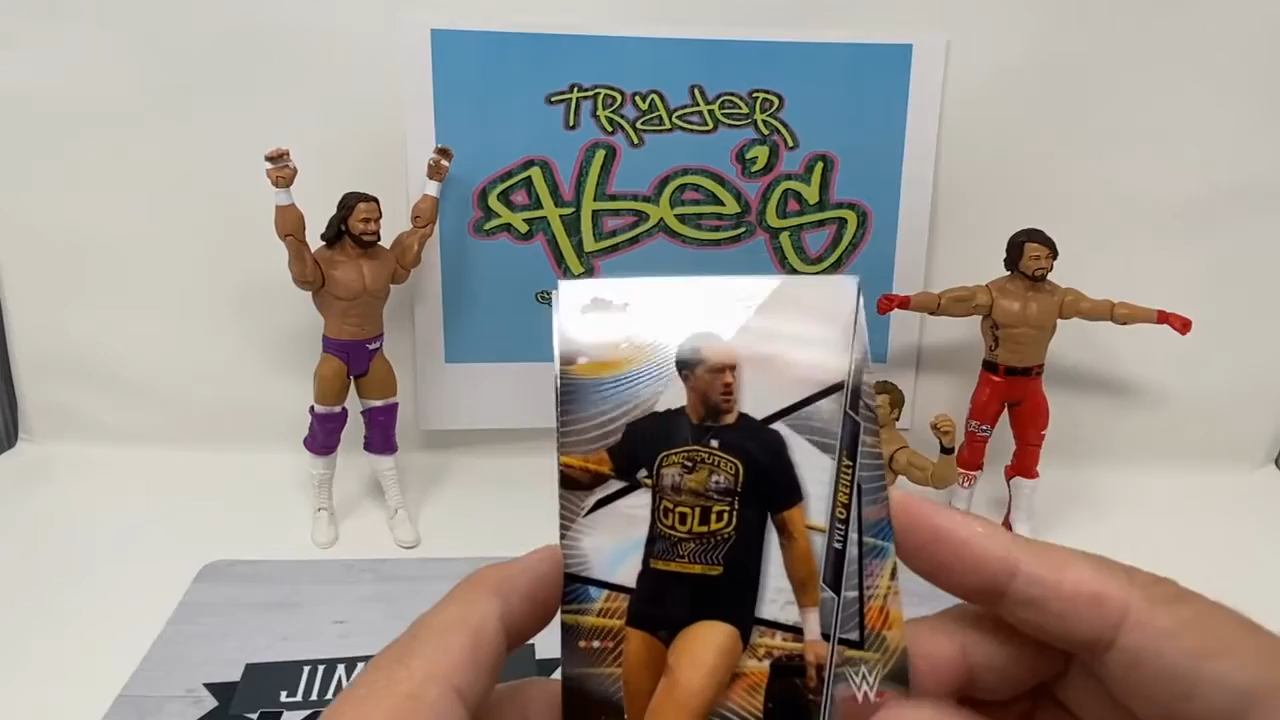 TRADER
Abe's
UNDISPUTED
GOLD
KYLE O'REILLY
W
JIM